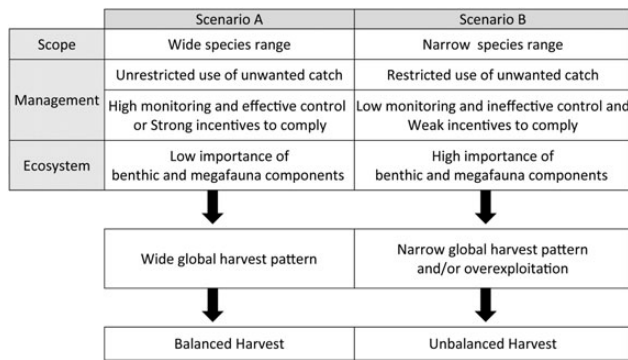 Scenario A Scenario B
Scope Wide species range Narrow species range
Unrestricted use of unwanted catch Restricted use of unwanted catch
Management High monitoring and effective control Low monitoring and ineffective control and
or Strong incentives to comply Weak incentives to comply
Ecosystem Low importance of High importance of
benthic and megafauna components benthic and megafauna components
Wide global harvest pattern Narrow global harvest pattern
and/or overexploitation
Balanced Harvest Unbalanced Harvest